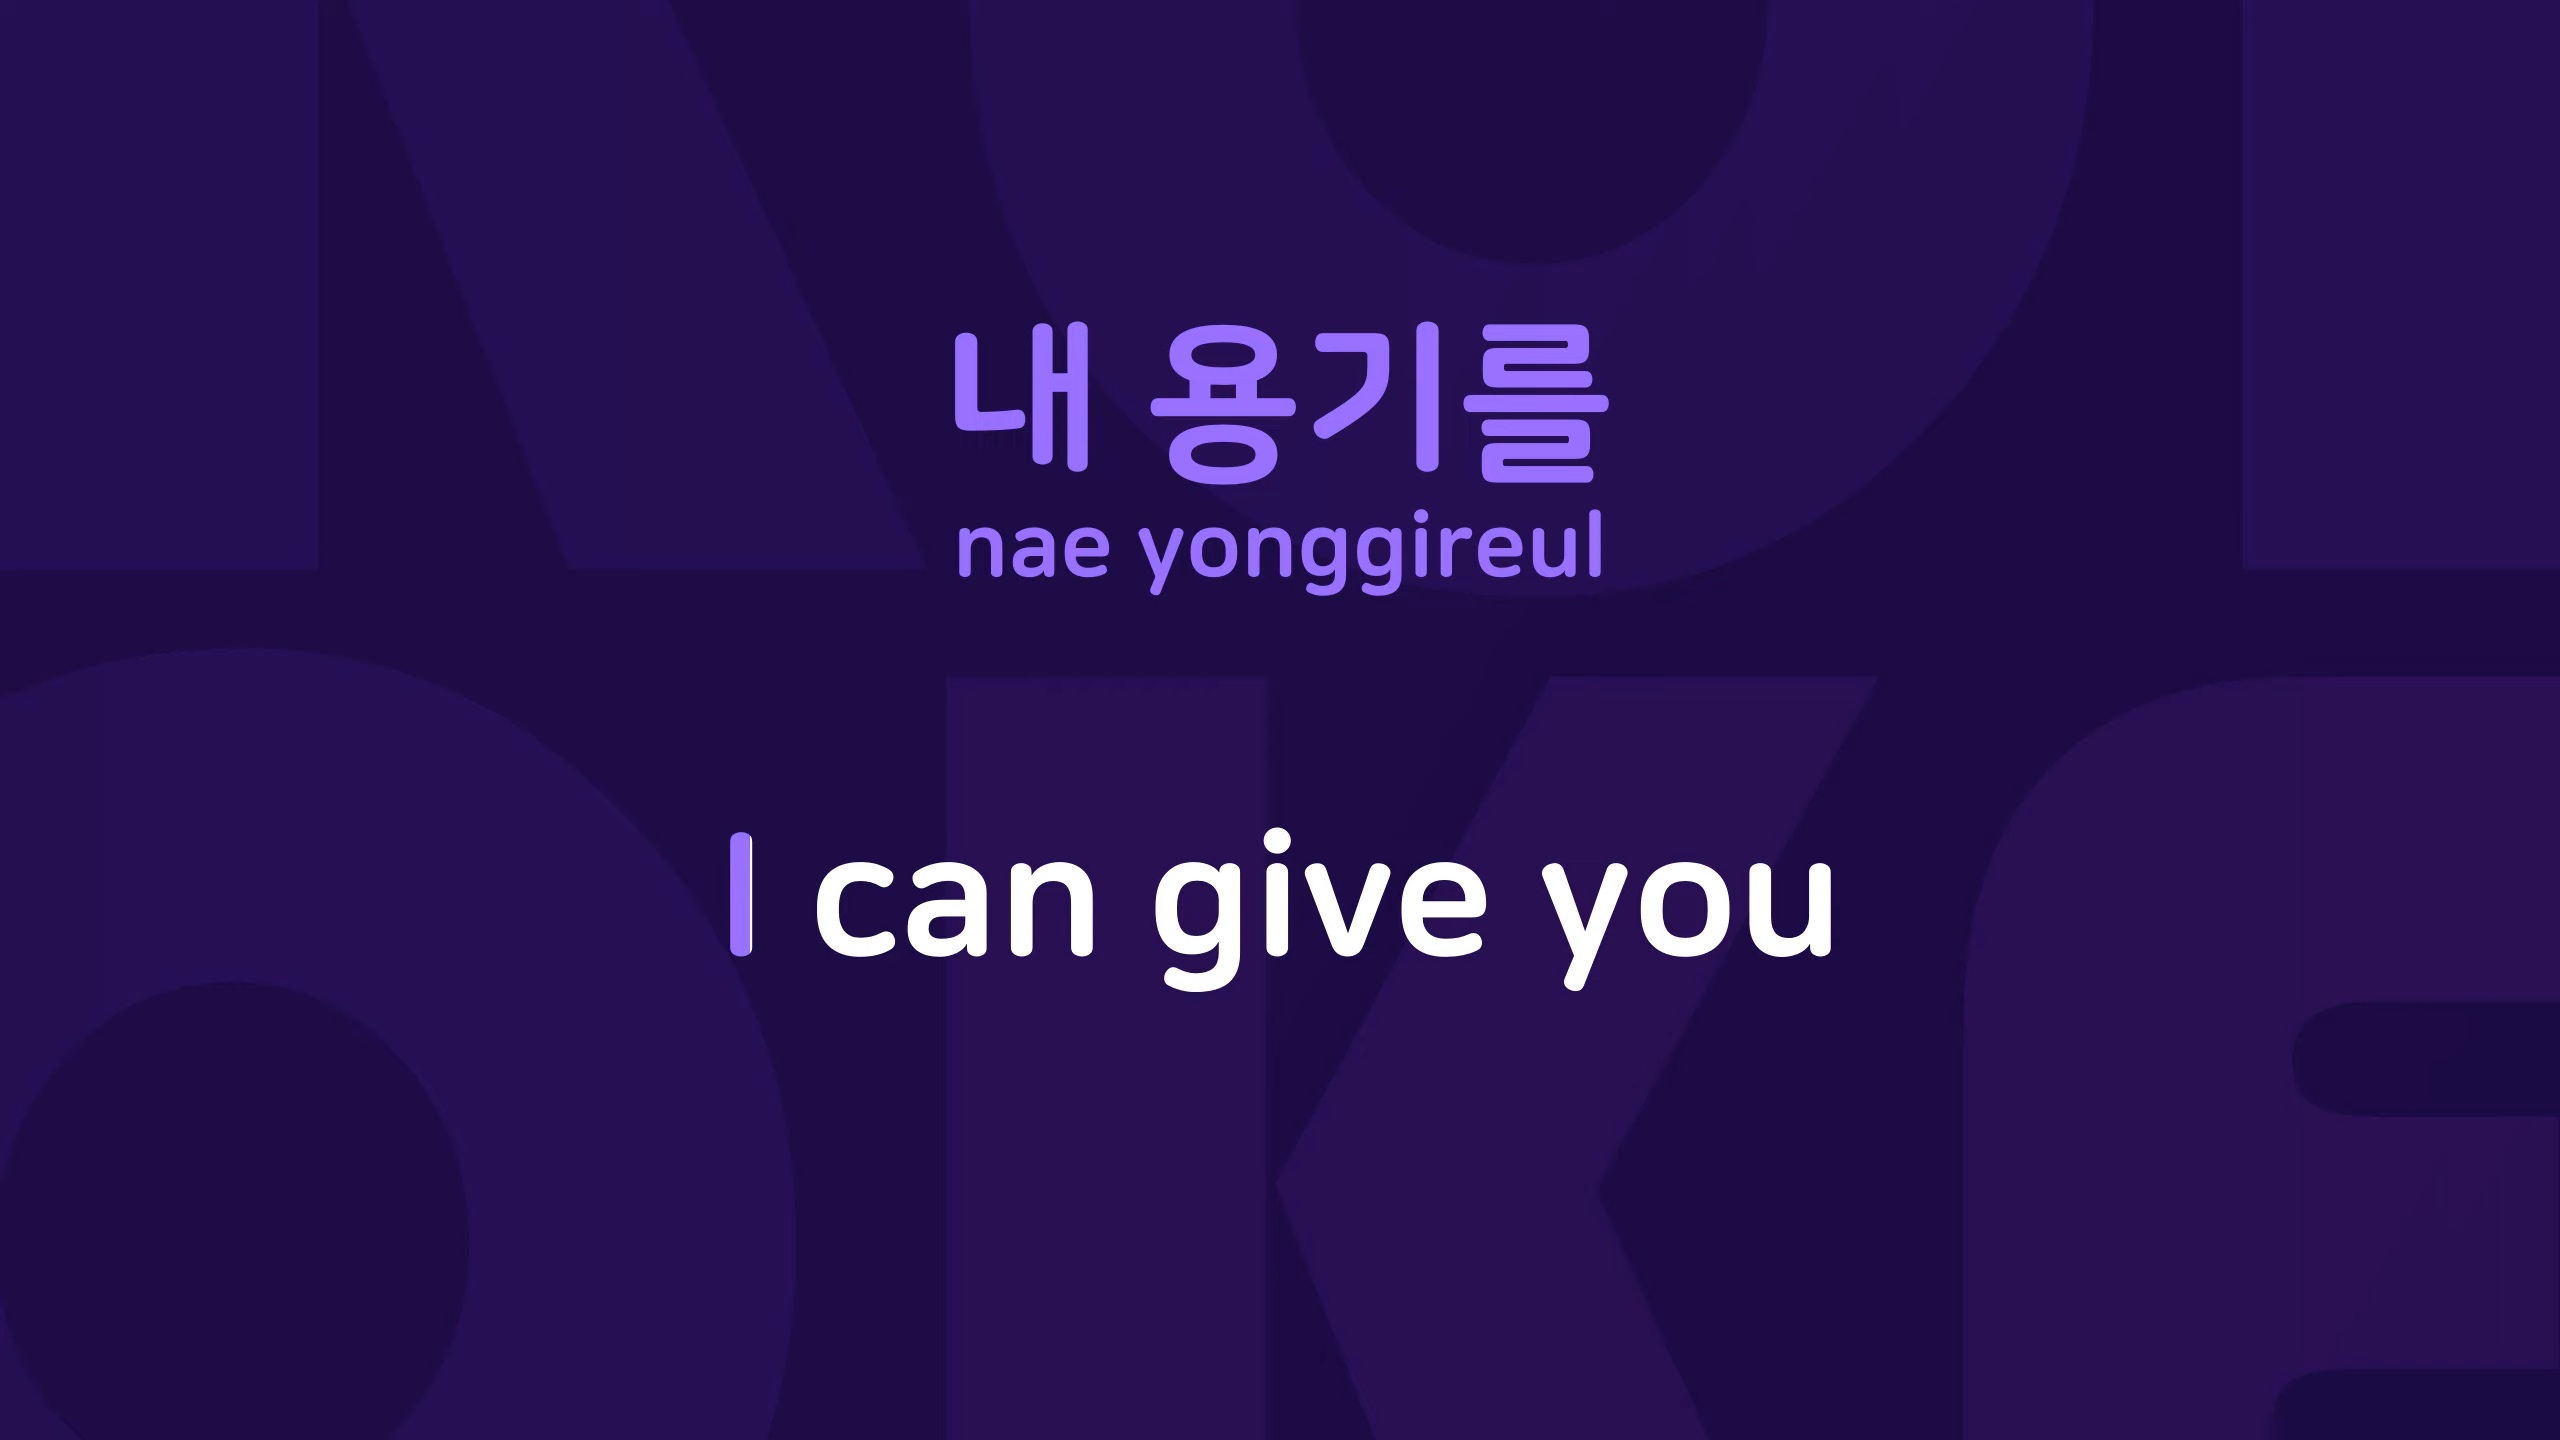 내 용기를
nae yonggireul
I can give you